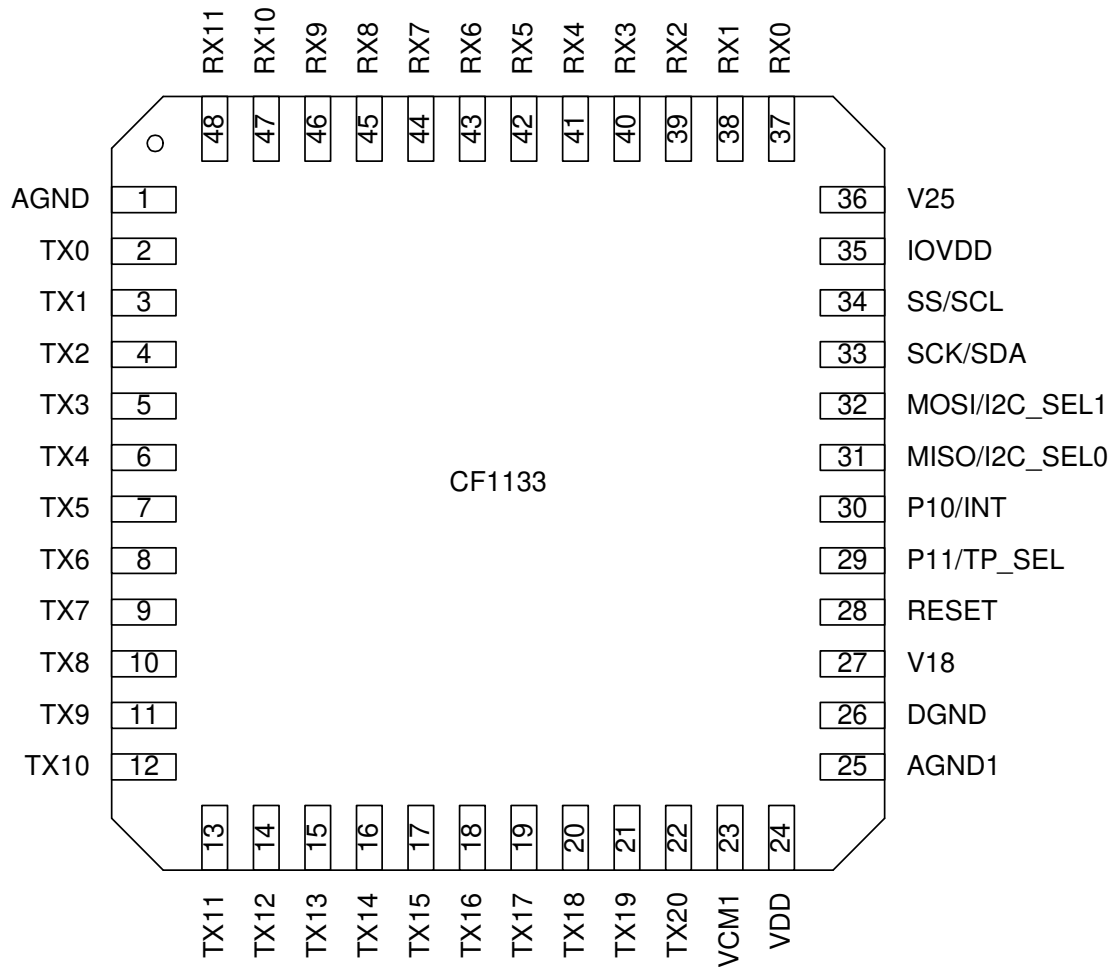 RX11 RX10 RX9 RX8 RX7 RX6 RX5 RX4 RX3 RX2 RX1 RX0
48 47 46 45 44 43 42 41 40 39 38 37
AGND 1 36 V25
TX0 2 35 IOVDD
TX1 3 34 SS/SCL
TX2 4 33 SCK/SDA
TX3 5 32 MOSI/I2C_SEL1
TX4 6 31 MISO/I2C_SEL0
CF1133
TX5 7 30 P10/INT
TX6 8 29 P11/TP_SEL
TX7 9 28 RESET
TX8 10 27 V18
TX9 11 26 DGND
TX10 12 25 AGND1
13 14 15 16 17 18 19 20 21 22 23 24
TX11 TX12 TX13 TX14 TX15 TX16 TX17 TX18 TX19 TX20 VCM1 VDD